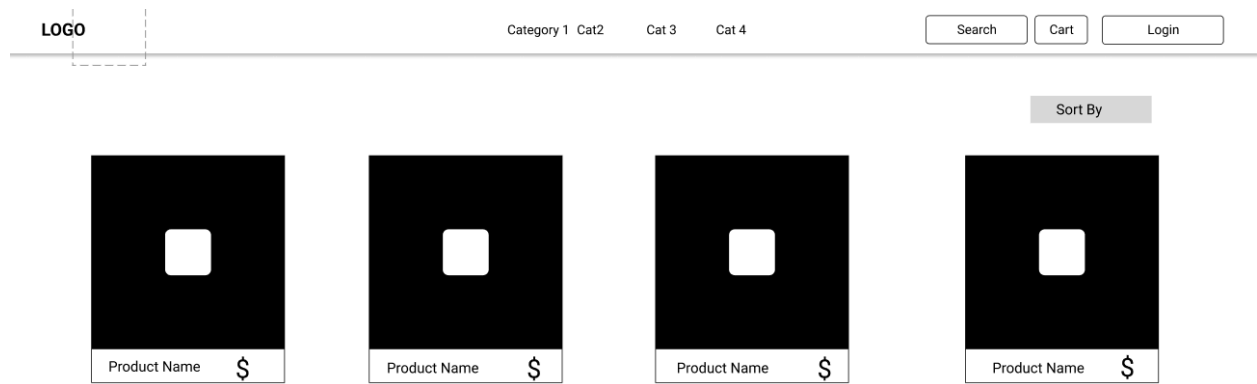 LOGO Category 1 Cat2 Cat 3 Cat 4 Search Cart Login
Sort By
Product Name $ Product Name $ Product Name $ Product Name $